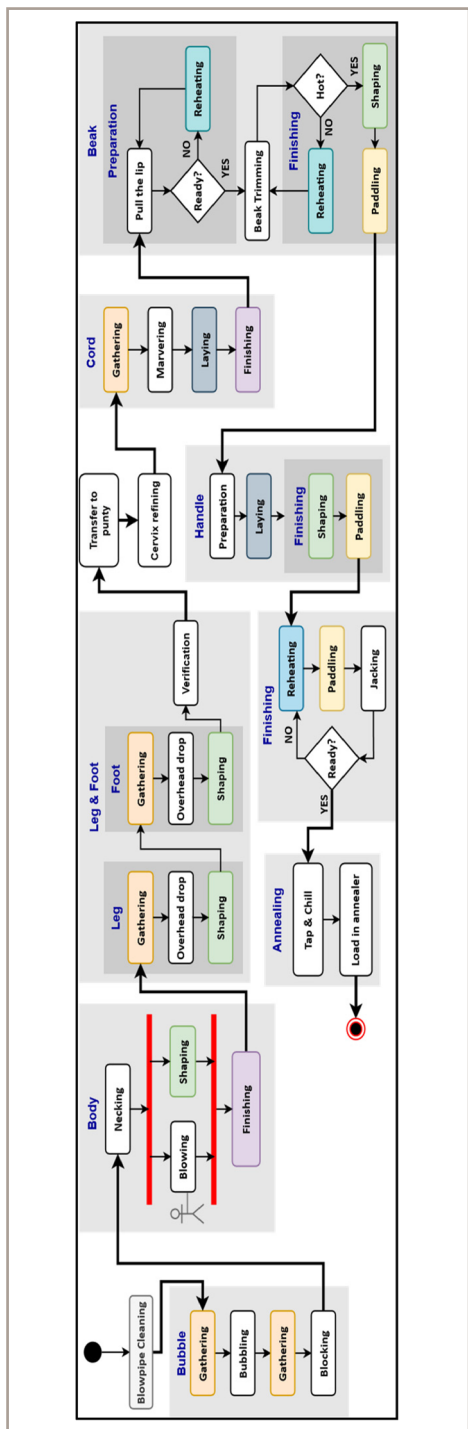 Blowpipe Cleaning
Bubble
Gathering
Bubbling
Gathering
Blocking
Body
Necking
Blowing
Shaping
Finishing
Leg & Foot
Leg
Gathering
Overhead drop
Shaping
Foot
Gathering
Overhead drop
Shaping
Verification
Transfer to
punty
Cervix refining
Cord
Gathering
Marvering
Laying
Finishing
Beak
Preparation
Pull the lip
Ready?
NO
Reheating
YES
Beak Trimming
Finishing
Hot?
NO
Reheating
YES
Shaping
Paddling
Handle
Preparation
Laying
Finishing
Shaping
Paddling
Finishing
Reheating
Paddling
Jacking
Ready?
NO
YES
Annealing
Tap & Chill
Load in annealer